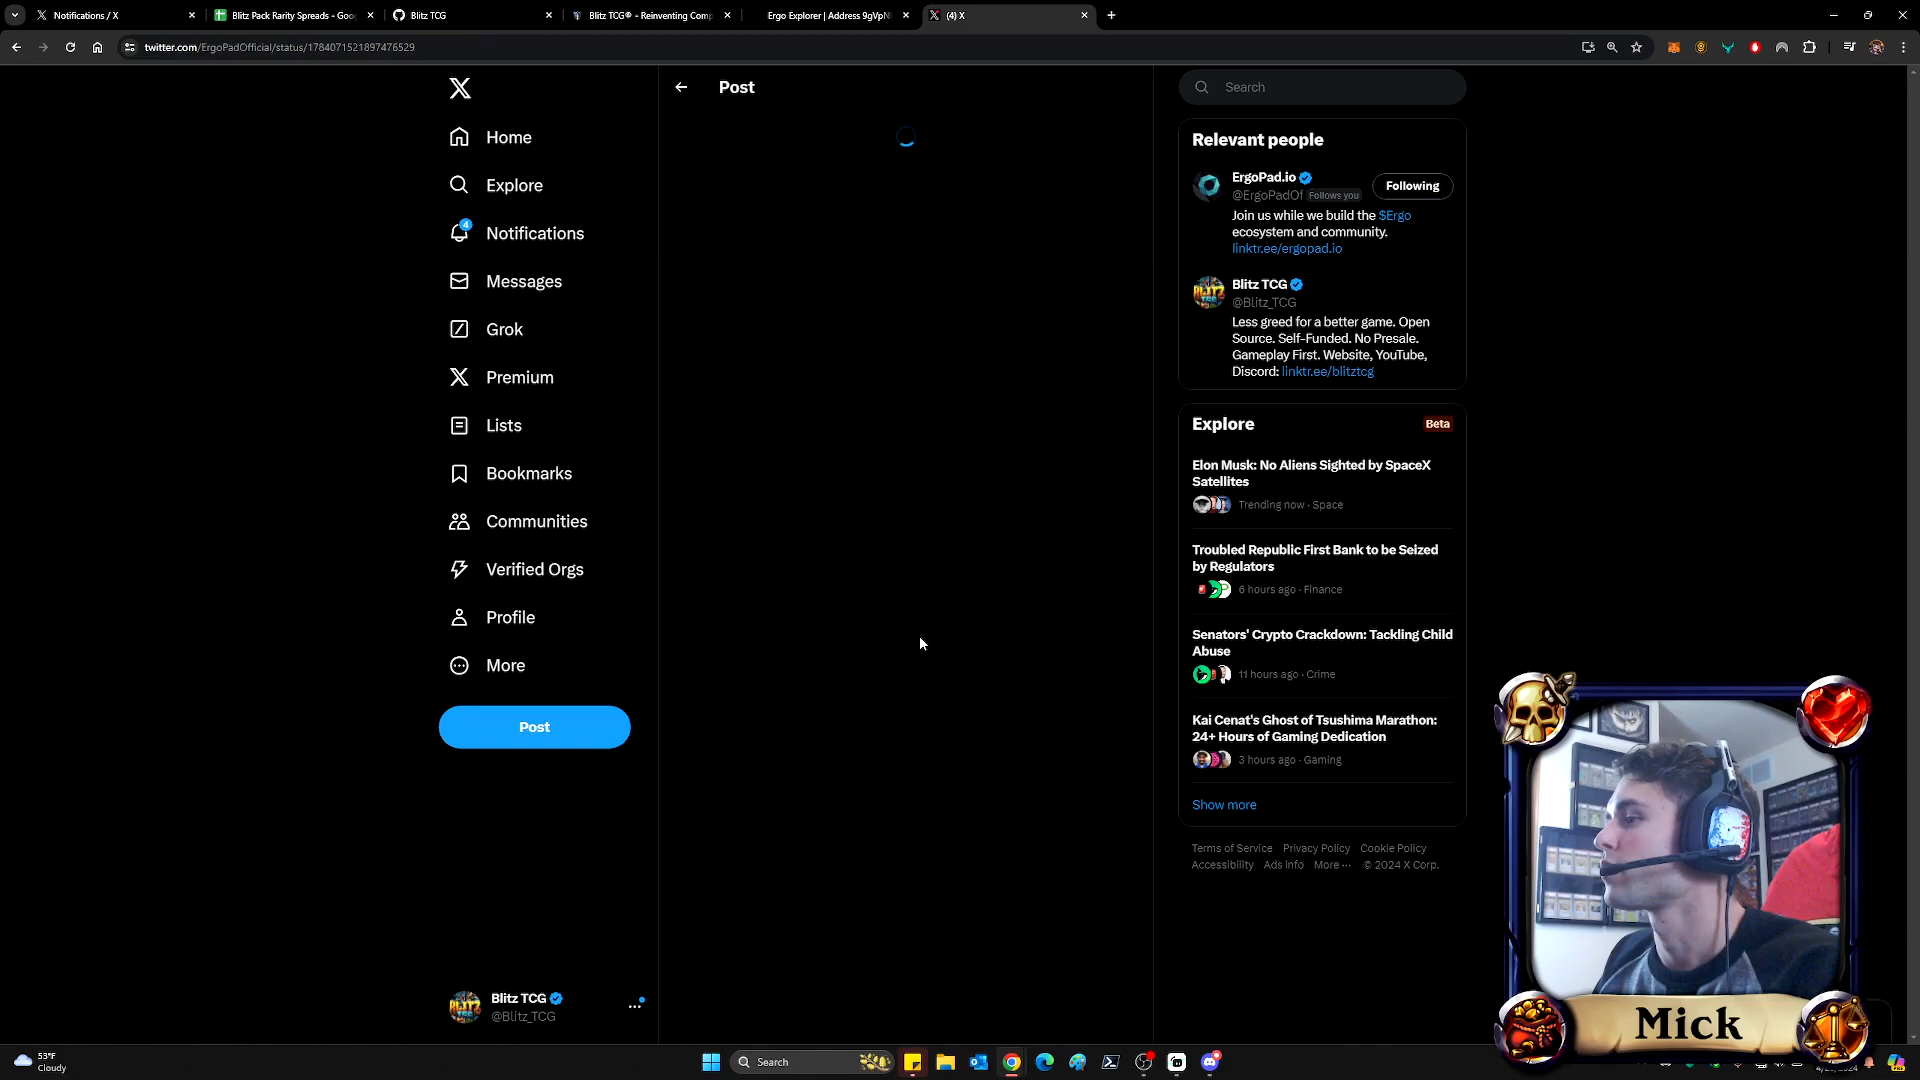 Notifications / X
Blitz Pack Rarity Spreads - Goo
Blitz TCG
Blitz TCG® - Reinventing Comp
Ergo Explorer | Address 9gVpN
(4) X
twitter.com/ErgoPadOfficial/status/1784071521897476529
Home
Explore
4
Notifications
Messages
Grok
Premium
Lists
Bookmarks
Communities
Verified Orgs
Profile
More
Post
Blitz TCG
@Blitz_TCG
Post
Search
Relevant people
ErgoPad.io
@ErgoPadOf Follows you
Following
Join us while we build the $Ergo
ecosystem and community.
linktr.ee/ergopad.io
Blitz TCG
@Blitz_TCG
Less greed for a better game. Open
Source. Self-Funded. No Presale.
Gameplay First. Website, YouTube,
Discord: linktr.ee/blitztcg
Explore
Beta
Elon Musk: No Aliens Sighted by SpaceX
Satellites
Trending now · Space
Troubled Republic First Bank to be Seized
by Regulators
6 hours ago · Finance
Senators' Crypto Crackdown: Tackling Child
Abuse
11 hours ago · Crime
Kai Cenat's Ghost of Tsushima Marathon:
24+ Hours of Gaming Dedication
3 hours ago · Gaming
Show more
Terms of Service Privacy Policy Cookie Policy
Accessibility Ads info More ··· © 2024 X Corp.
Mick
53°F
Cloudy
Search